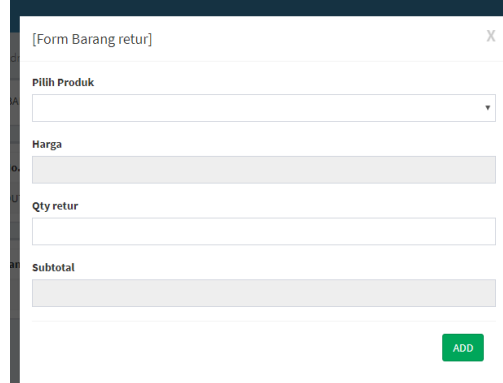 [Form Barang retur]
X
Pilih Produk
Harga
Qty retur
Subtotal
ADD